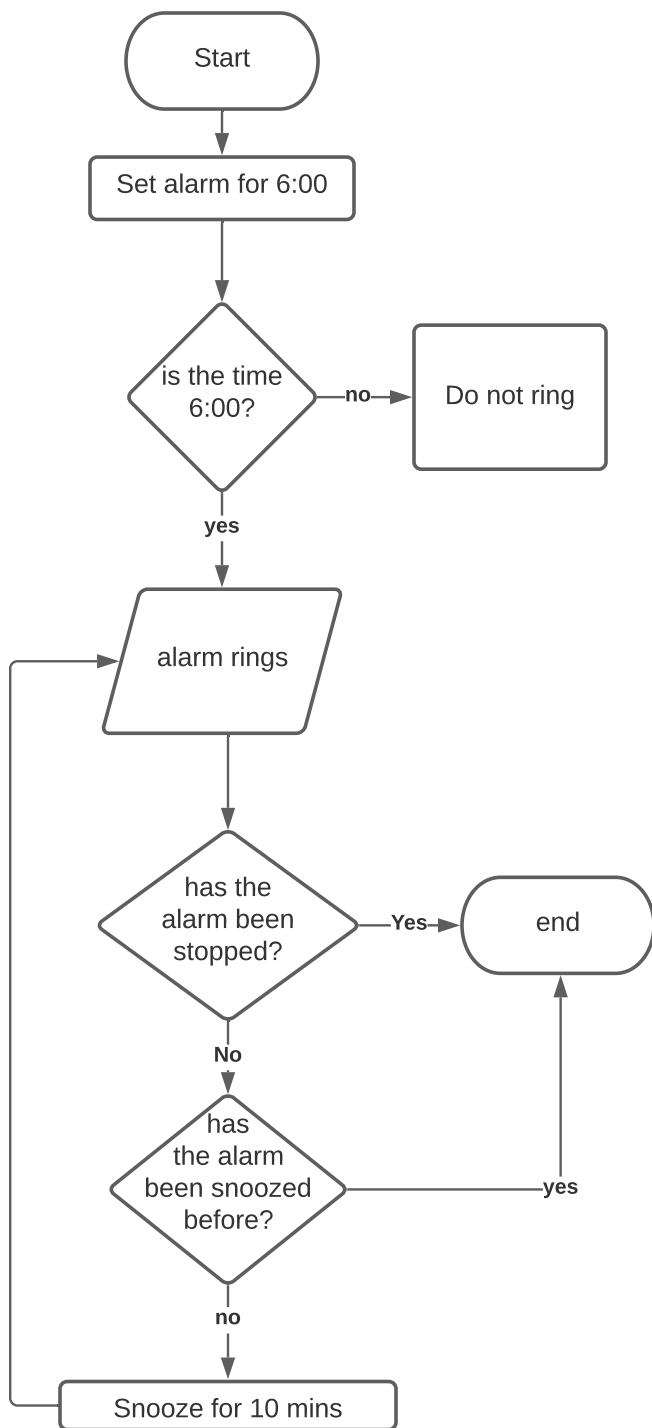 Start
Set alarm for 6:00
is the time
6:00?
no
Do not ring
yes
alarm rings
has the
alarm been
stopped?
Yes
end
No
has
the alarm
been snoozed
before?
yes
no
Snooze for 10 mins